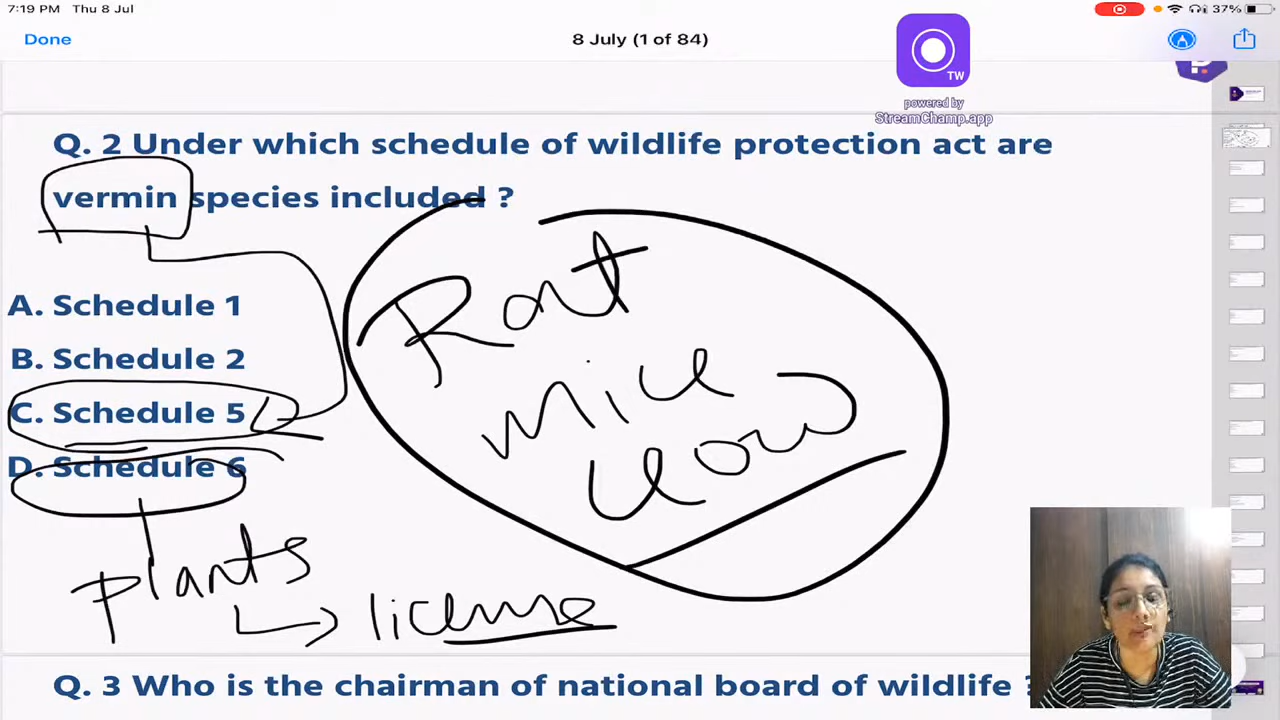 7:19 PM Thu 8 Jul
37%
Done
8 July (1 of 84)
TW
powered by
StreamChamp.app
Q. 2 Under which schedule of wildlife protection act are
vermin species included ?
A. Schedule 1
B. Schedule 2
C. Schedule 5
D. Schedule 6
Rat
mice
plants
license
Q. 3 Who is the chairman of national board of wildlife ?